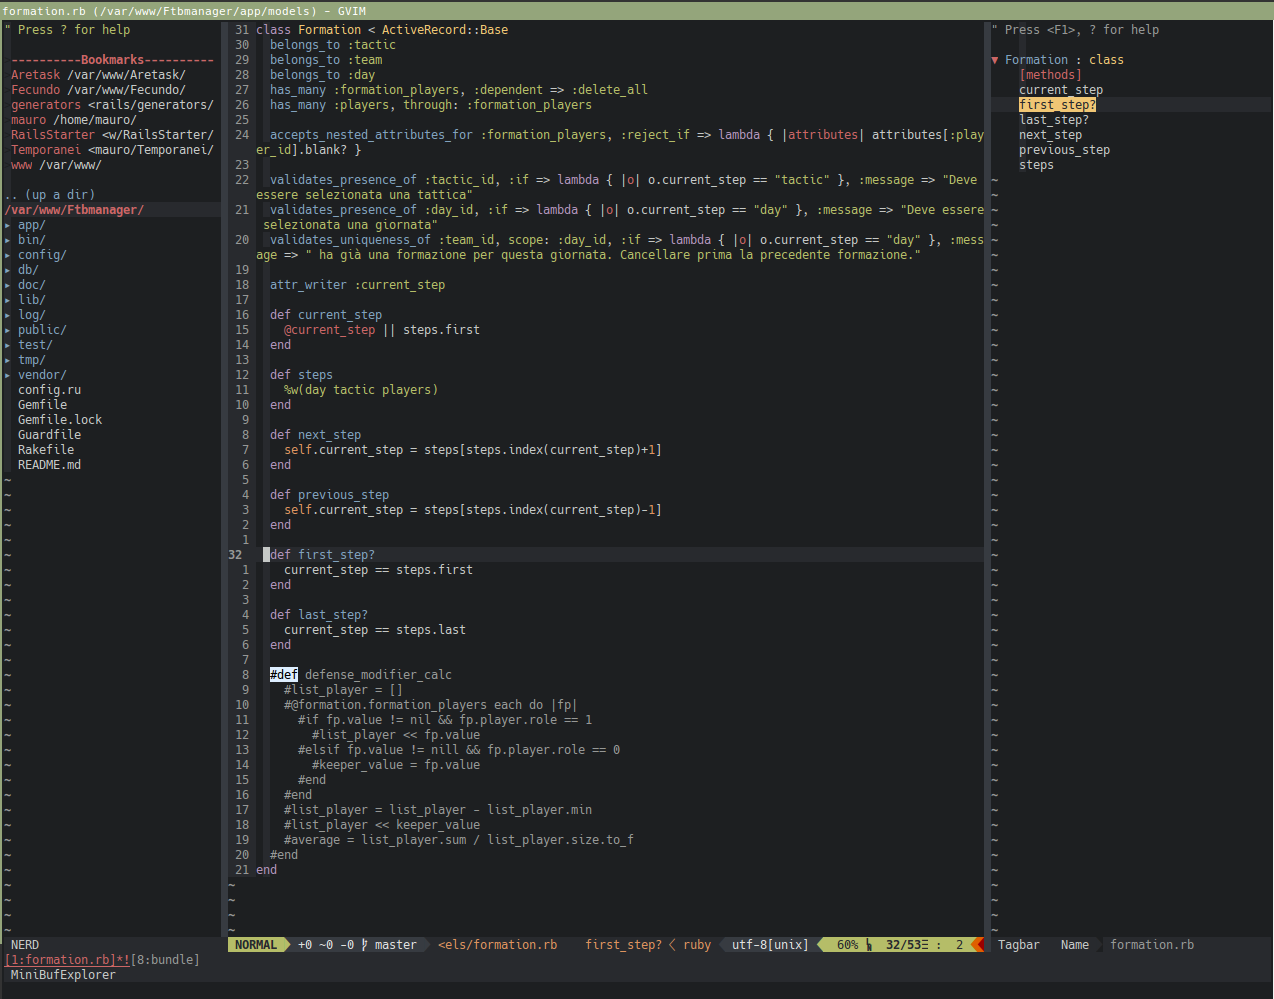 formation.rb (/var/www/Ftbmanager/app/models) - GVIM
" Press ? for help
----------Bookmarks----------
Aretask /var/www/Aretask/
Fecundo /var/www/Fecundo/
generators <rails/generators/
mauro /home/mauro/
RailsStarter <w/RailsStarter/
Temporanei <mauro/Temporanei/
www /var/www/
.. (up a dir)
/var/www/Ftbmanager/
▸ app/
▸ bin/
▸ config/
▸ db/
▸ doc/
▸ lib/
▸ log/
▸ public/
▸ test/
▸ tmp/
▸ vendor/
config.ru
Gemfile
Gemfile.lock
Guardfile
Rakefile
README.md
31 class Formation < ActiveRecord::Base
30   belongs_to :tactic
29   belongs_to :team
28   belongs_to :day
27   has_many :formation_players, :dependent => :delete_all
26   has_many :players, through: :formation_players
25
24   accepts_nested_attributes_for :formation_players, :reject_if => lambda { |attributes| attributes[:play
er_id].blank? }
23
22   validates_presence_of :tactic_id, :if => lambda { |o| o.current_step == "tactic" }, :message => "Deve
essere selezionata una tattica"
21   validates_presence_of :day_id, :if => lambda { |o| o.current_step == "day" }, :message => "Deve essere
selezionata una giornata"
20   validates_uniqueness_of :team_id, scope: :day_id, :if => lambda { |o| o.current_step == "day" }, :mess
age => " ha già una formazione per questa giornata. Cancellare prima la precedente formazione."
19
18   attr_writer :current_step
17
16   def current_step
15     @current_step || steps.first
14   end
13
12   def steps
11     %w(day tactic players)
10   end
9
8   def next_step
7     self.current_step = steps[steps.index(current_step)+1]
6   end
5
4   def previous_step
3     self.current_step = steps[steps.index(current_step)-1]
2   end
1
32   def first_step?
1     current_step == steps.first
2   end
3
4   def last_step?
5     current_step == steps.last
6   end
7
8   #def defense_modifier_calc
9     #list_player = []
10     #@formation.formation_players each do |fp|
11       #if fp.value != nil && fp.player.role == 1
12         #list_player << fp.value
13       #elsif fp.value != nill && fp.player.role == 0
14         #keeper_value = fp.value
15       #end
16     #end
17     #list_player = list_player - list_player.min
18     #list_player << keeper_value
19     #average = list_player.sum / list_player.size.to_f
20   #end
21 end
" Press <F1>, ? for help
▼ Formation : class
[methods]
current_step
first_step?
last_step?
next_step
previous_step
steps
NERD
NORMAL +0 ~0 -0 master <els/formation.rb first_step? < ruby utf-8[unix] 60% 32/53 : 2
Tagbar Name formation.rb
[1:formation.rb]*![8:bundle]
MiniBufExplorer